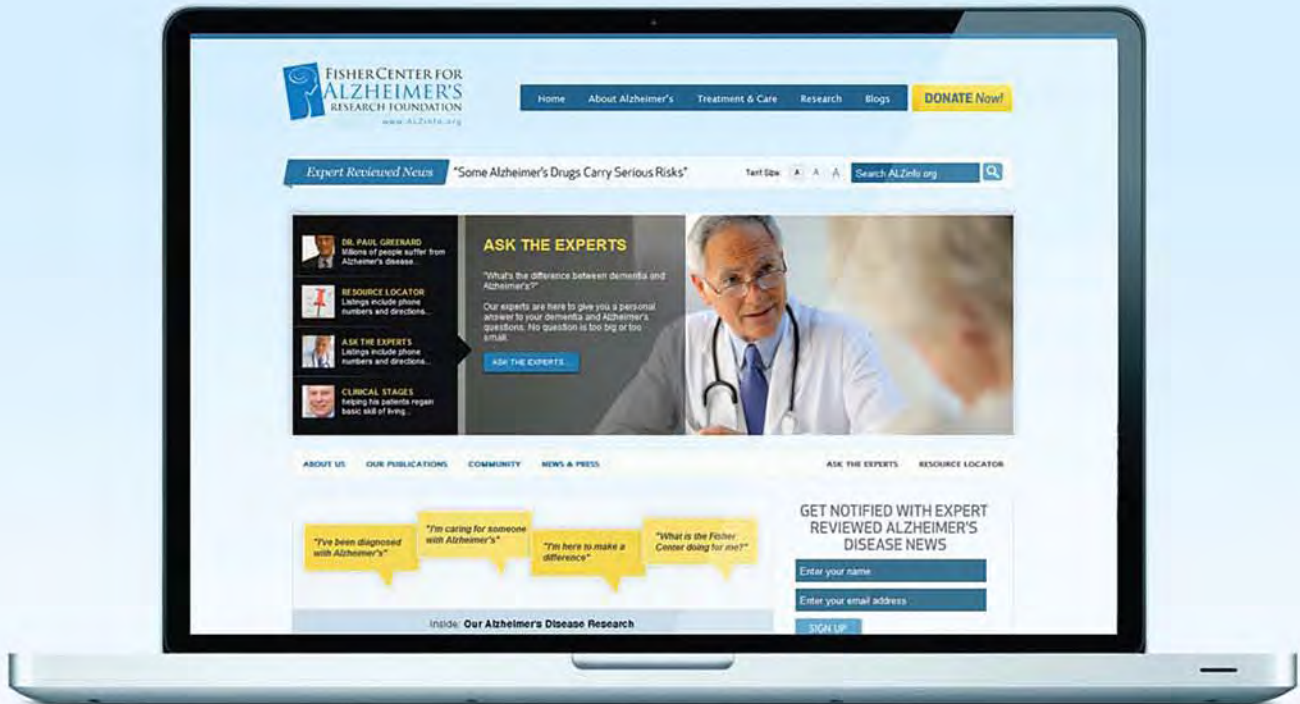 FISHER CENTER FOR
ALZHEIMER'S
RESEARCH FOUNDATION
www.ALZinfo.org
Home About Alzheimer's Treatment & Care Research Blogs DONATE Now!
Expert Reviewed News "Some Alzheimer's Drugs Carry Serious Risks" Text Size A A A Search ALZinfo.org
DR. PAUL GREENARD
Millions of people suffer from
Alzheimer's disease...
RESOURCE LOCATOR
Listings include phone
numbers and directions...
ASK THE EXPERTS
Listings include phone
numbers and directions...
CLINICAL STAGES
helping his patients regain
basic skill of living...
ASK THE EXPERTS
"What's the difference between dementia and
Alzheimer's?"
Our experts are here to give you a personal
answer to your dementia and Alzheimer's
questions. No question is too big or too
small.
ASK THE EXPERTS...
ABOUT US OUR PUBLICATIONS COMMUNITY NEWS & PRESS ASK THE EXPERTS RESOURCE LOCATOR
"I've been diagnosed
with Alzheimer's"
"I'm caring for someone
with Alzheimer's"
"I'm here to make a
difference"
"What is the Fisher
Center doing for me?"
GET NOTIFIED WITH EXPERT
REVIEWED ALZHEIMER'S
DISEASE NEWS
Enter your name
Enter your email address
SIGN UP
Inside: Our Alzheimer's Disease Research